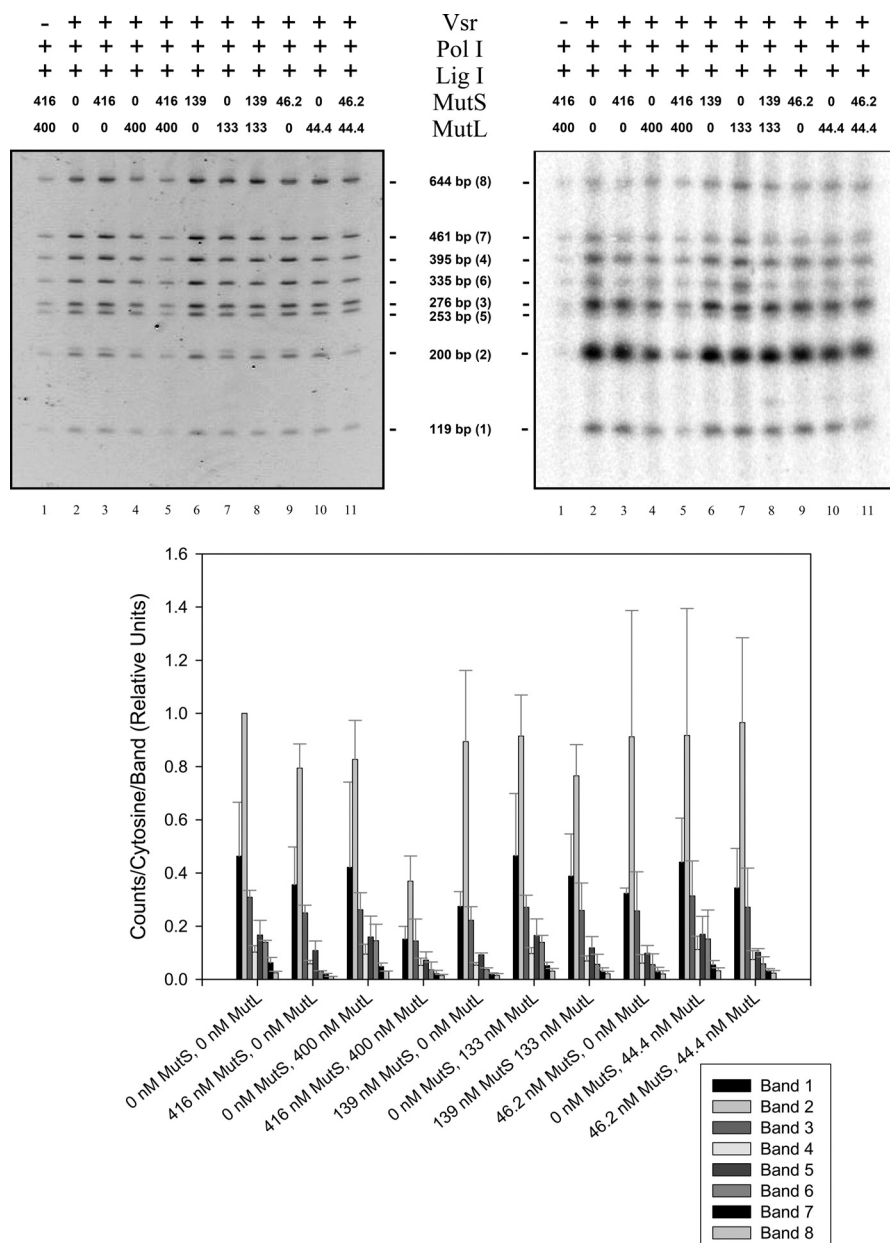 - + + + + + + + + + + Vsr - + + + + + + + + + +
+ + + + + + + + + + + Pol I + + + + + + + + + + +
+ + + + + + + + + + + Lig I + + + + + + + + + + +
416 0 416 0 416 139 0 139 46.2 0 46.2 MutS 416 0 416 0 416 139 0 139 46.2 0 46.2
400 0 0 400 400 0 133 133 0 44.4 44.4 MutL 400 0 0 400 400 0 133 133 0 44.4 44.4
- 644 bp (8) -
- 461 bp (7) -
- 395 bp (4) -
- 335 bp (6) -
- 276 bp (3) -
- 253 bp (5) -
- 200 bp (2) -
- 119 bp (1) -
1 2 3 4 5 6 7 8 9 10 11 1 2 3 4 5 6 7 8 9 10 11
Counts/Cytosine/Band (Relative Units)
1.6
1.4
1.2
1.0
0.8
0.6
0.4
0.2
0.0
0 nM MutS, 0 nM MutL
416 nM MutS, 0 nM MutL
0 nM MutS, 400 nM MutL
416 nM MutS, 400 nM MutL
139 nM MutS, 0 nM MutL
0 nM MutS, 133 nM MutL
139 nM MutS 133 nM MutL
46.2 nM MutS, 0 nM MutL
0 nM MutS, 44.4 nM MutL
46.2 nM MutS, 44.4 nM MutL
Band 1
Band 2
Band 3
Band 4
Band 5
Band 6
Band 7
Band 8